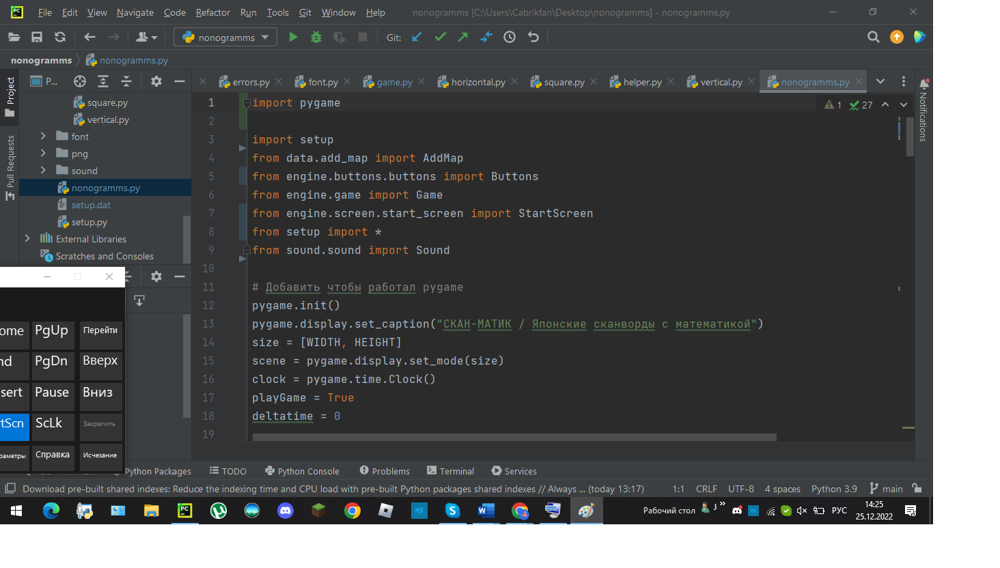 File Edit View Navigate Code Refactor Run Tools Git Window Help nonogramms [C:\Users\Cabrikfan\Desktop\nonogramms] - nonogramms.py
nonogramms Git:
nonogramms nonogramms.py
P... errors.py font.py game.py horizontal.py square.py helper.py vertical.py nonogramms.py
Project
Pull Requests
Notifications
square.py
vertical.py
font
png
sound
nonogramms.py
setup.dat
setup.py
External Libraries
Scratches and Consoles
1 27
1 import pygame
2
3 import setup
4 from data.add_map import AddMap
5 from engine.buttons.buttons import Buttons
6 from engine.game import Game
7 from engine.screen.start_screen import StartScreen
8 from setup import *
9 from sound.sound import Sound
10
11 # Добавить чтобы работал pygame
12 pygame.init()
13 pygame.display.set_caption("СКАН-МАТИК / Японские сканворды с математикой")
14 size = [WIDTH, HEIGHT]
15 scene = pygame.display.set_mode(size)
16 clock = pygame.time.Clock()
17 playGame = True
18 deltatime = 0
19
ome PgUp Перейти
nd PgDn Вверх
sert Pause Вниз
tScn ScLk Закрепить
раметры Справка Исчезание
Python Packages TODO Python Console Problems Terminal Services
Download pre-built shared indexes: Reduce the indexing time and CPU load with pre-built Python packages shared indexes // Always ... (today 13:17) 1:1 CRLF UTF-8 4 spaces Python 3.9 main
Рабочий стол РУС 14:25
25.12.2022